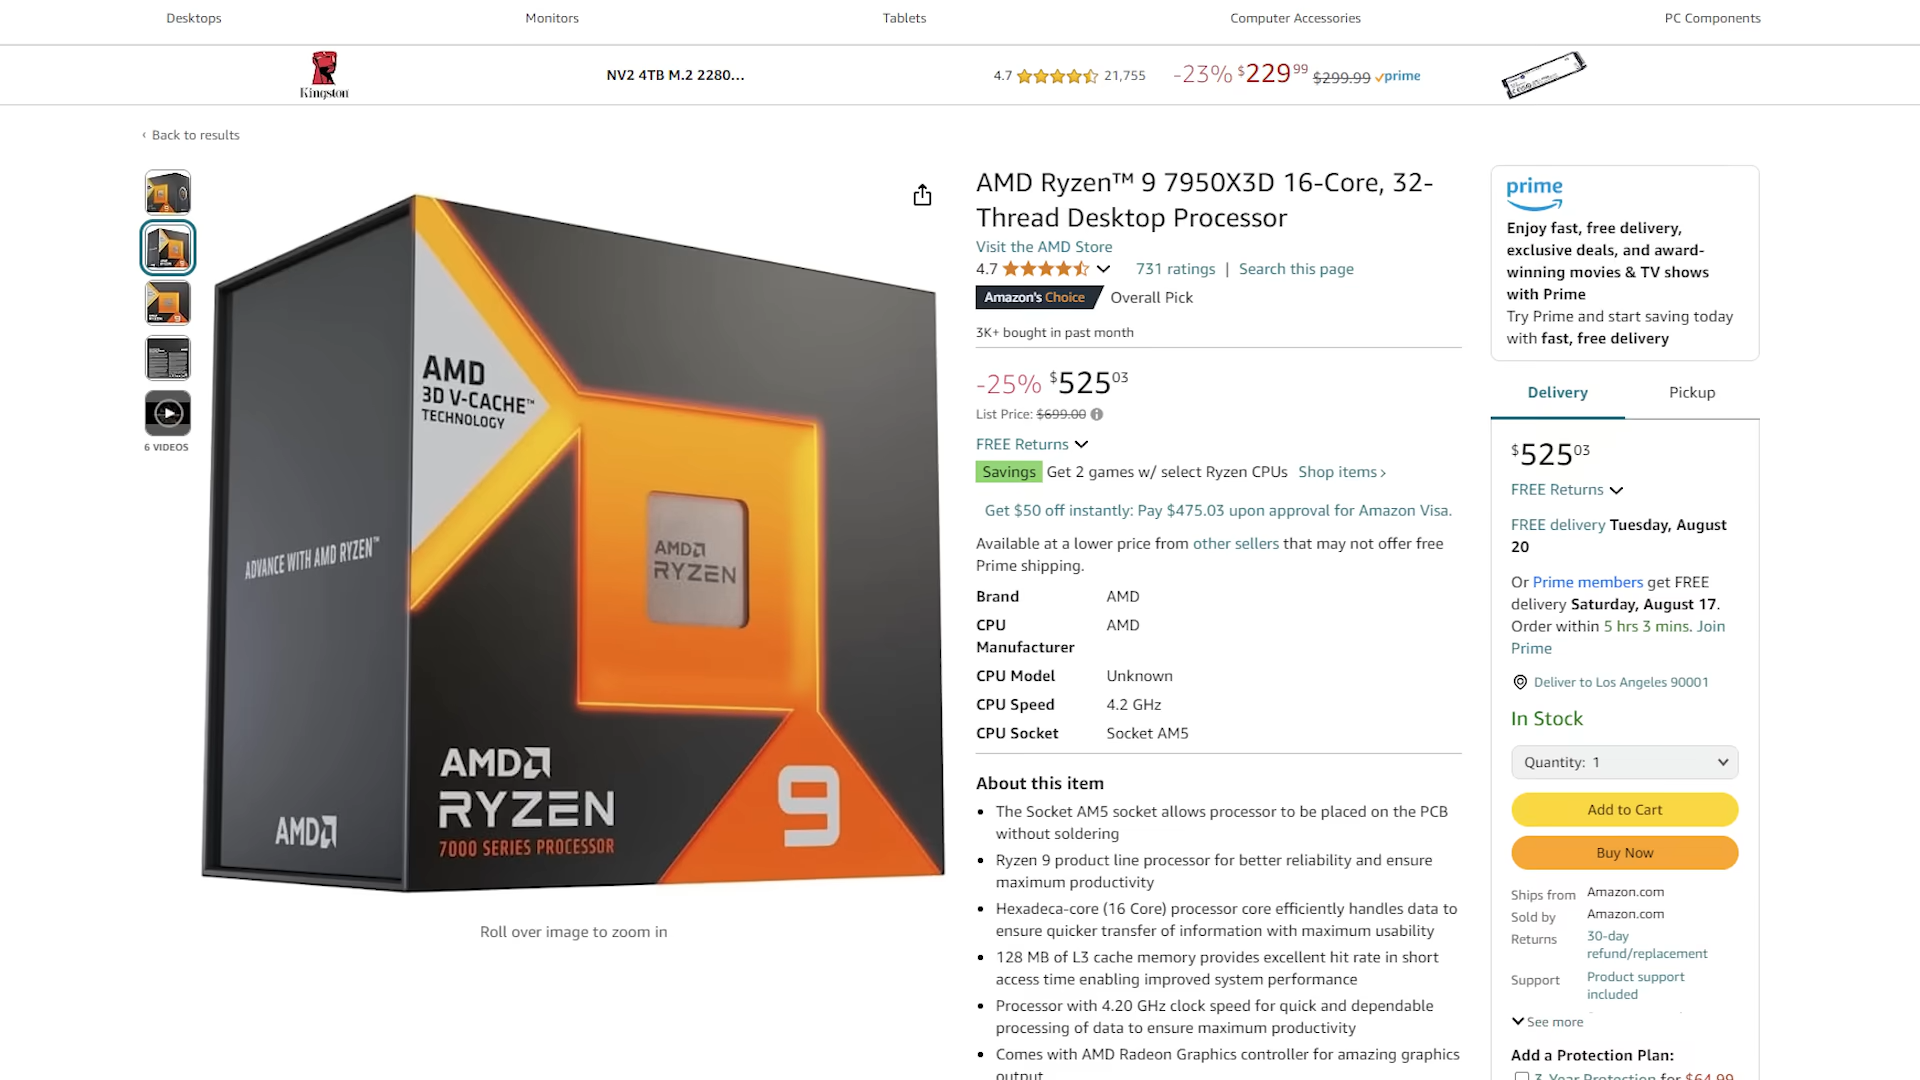 Desktops
Monitors
Tablets
Computer Accessories
PC Components
Kingston
NV2 4TB M.2 2280...
4.7
21,755
-23% $229.99 $299.99 prime
‹ Back to results
6 VIDEOS
AMD
3D V-CACHE™
TECHNOLOGY
ADVANCE WITH AMD RYZEN™
AMD
RYZEN
AMD
AMD
RYZEN
7000 SERIES PROCESSOR
9
Roll over image to zoom in
AMD Ryzen™ 9 7950X3D 16-Core, 32-
Thread Desktop Processor
Visit the AMD Store
4.7
731 ratings | Search this page
Amazon's Choice Overall Pick
3K+ bought in past month
-25% $525 03
List Price: $699.00
FREE Returns
Savings Get 2 games w/ select Ryzen CPUs Shop items ›
Get $50 off instantly: Pay $475.03 upon approval for Amazon Visa.
Available at a lower price from other sellers that may not offer free
Prime shipping.
Brand AMD
CPU AMD
Manufacturer
CPU Model Unknown
CPU Speed 4.2 GHz
CPU Socket Socket AM5
About this item
• The Socket AM5 socket allows processor to be placed on the PCB
without soldering
• Ryzen 9 product line processor for better reliability and ensure
maximum productivity
• Hexadeca-core (16 Core) processor core efficiently handles data to
ensure quicker transfer of information with maximum usability
• 128 MB of L3 cache memory provides excellent hit rate in short
access time enabling improved system performance
• Processor with 4.20 GHz clock speed for quick and dependable
processing of data to ensure maximum productivity
• Comes with AMD Radeon Graphics controller for amazing graphics
output
prime
Enjoy fast, free delivery,
exclusive deals, and award-
winning movies & TV shows
with Prime
Try Prime and start saving today
with fast, free delivery
Delivery
Pickup
$525 03
FREE Returns
FREE delivery Tuesday, August
20
Or Prime members get FREE
delivery Saturday, August 17.
Order within 5 hrs 3 mins. Join
Prime
Deliver to Los Angeles 90001
In Stock
Quantity: 1
Add to Cart
Buy Now
Ships from Amazon.com
Sold by Amazon.com
Returns 30-day
refund/replacement
Support Product support
included
See more
Add a Protection Plan:
3-Year Protection for $64.99